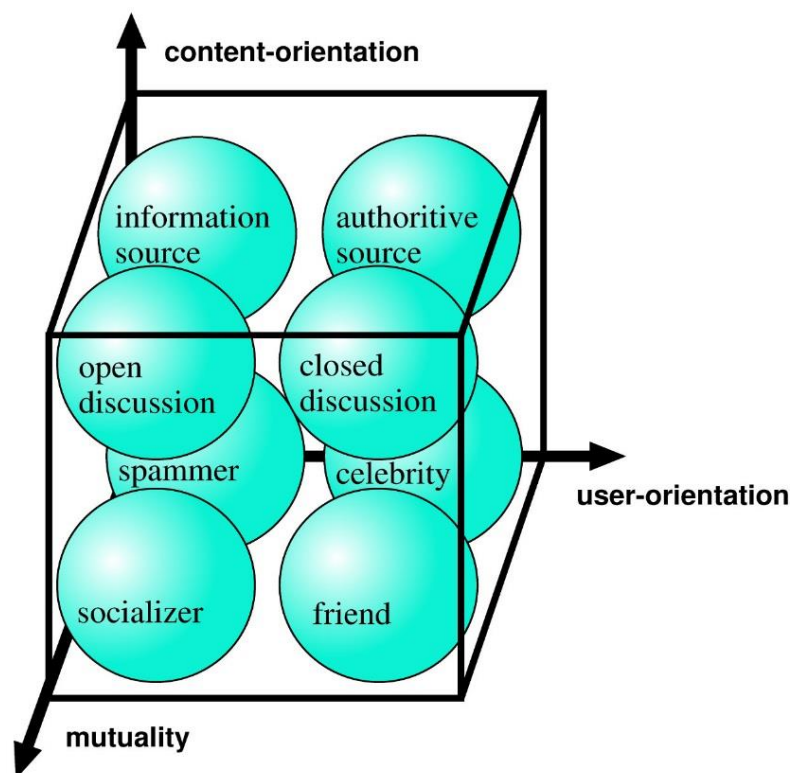 content-orientation
information
source
authoritive
source
open
discussion
closed
discussion
spammer
celebrity
user-orientation
socializer
friend
mutuality